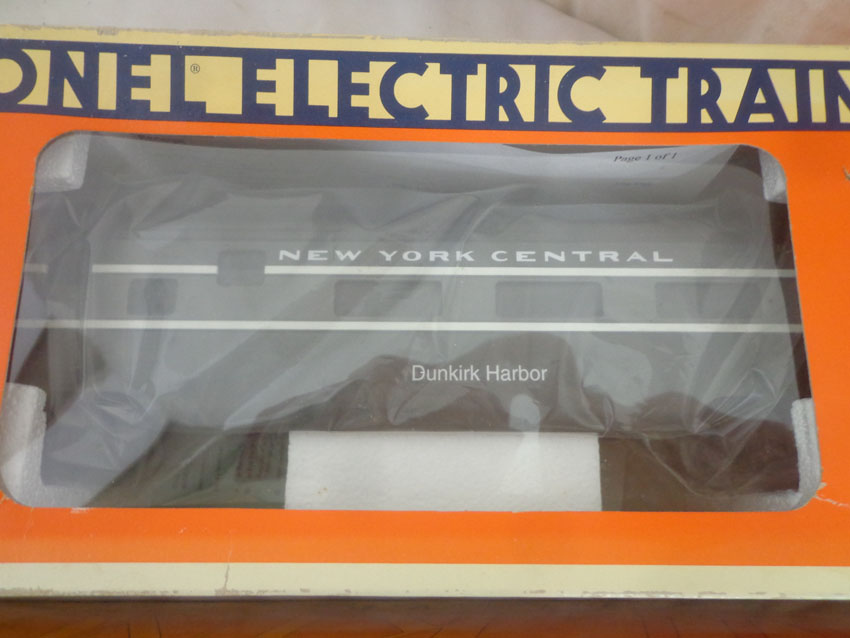 ONEL® ELECTRIC TRAIN
Page 1 of 1
NEW YORK CENTRAL
Dunkirk Harbor